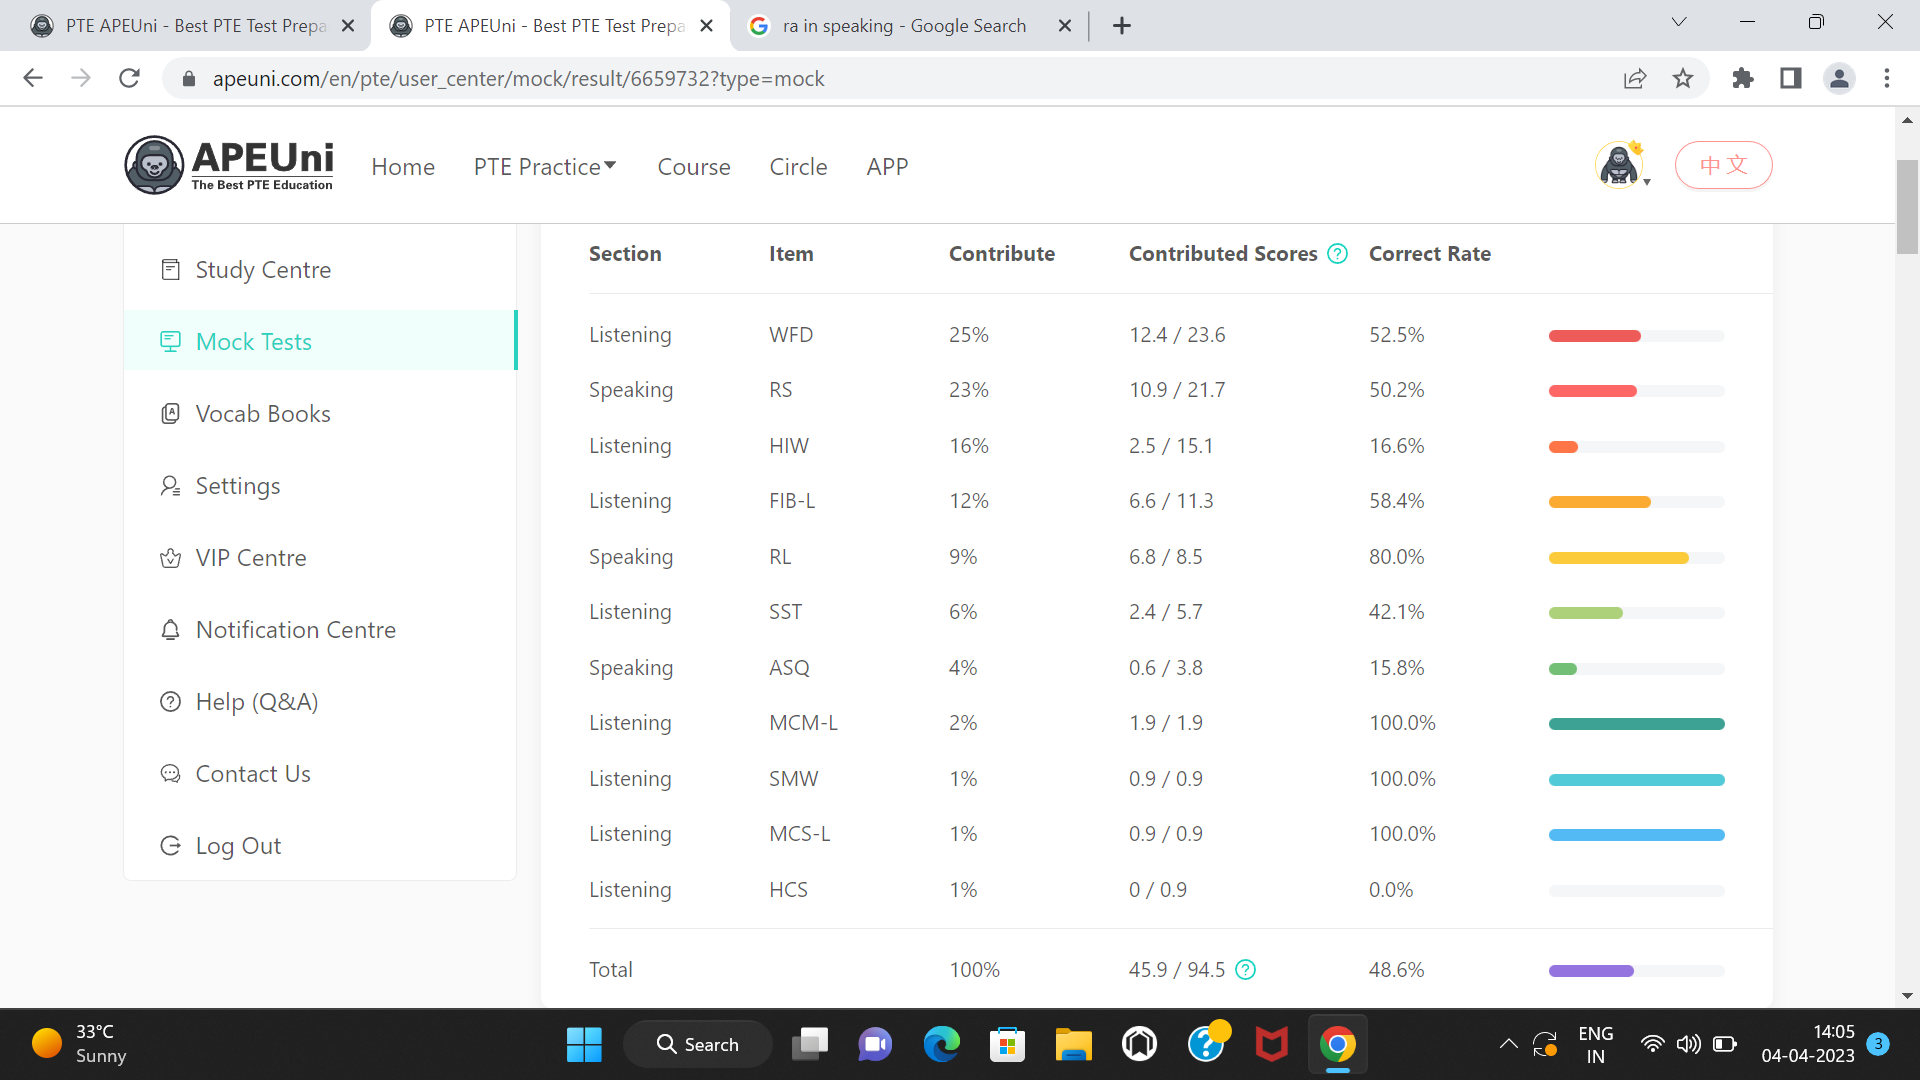 PTE APEUni - Best PTE Test Prepa
PTE APEUni - Best PTE Test Prepa
ra in speaking - Google Search
apeuni.com/en/pte/user_center/mock/result/6659732?type=mock
APEUni
The Best PTE Education
Home PTE Practice Course Circle APP
中文
Study Centre
Mock Tests
Vocab Books
Settings
VIP Centre
Notification Centre
Help (Q&A)
Contact Us
Log Out
Section Item Contribute Contributed Scores ? Correct Rate
Listening WFD 25% 12.4 / 23.6 52.5%
Speaking RS 23% 10.9 / 21.7 50.2%
Listening HIW 16% 2.5 / 15.1 16.6%
Listening FIB-L 12% 6.6 / 11.3 58.4%
Speaking RL 9% 6.8 / 8.5 80.0%
Listening SST 6% 2.4 / 5.7 42.1%
Speaking ASQ 4% 0.6 / 3.8 15.8%
Listening MCM-L 2% 1.9 / 1.9 100.0%
Listening SMW 1% 0.9 / 0.9 100.0%
Listening MCS-L 1% 0.9 / 0.9 100.0%
Listening HCS 1% 0 / 0.9 0.0%
Total 100% 45.9 / 94.5 ? 48.6%
33°C
Sunny
Search
ENG
IN
14:05
04-04-2023
3